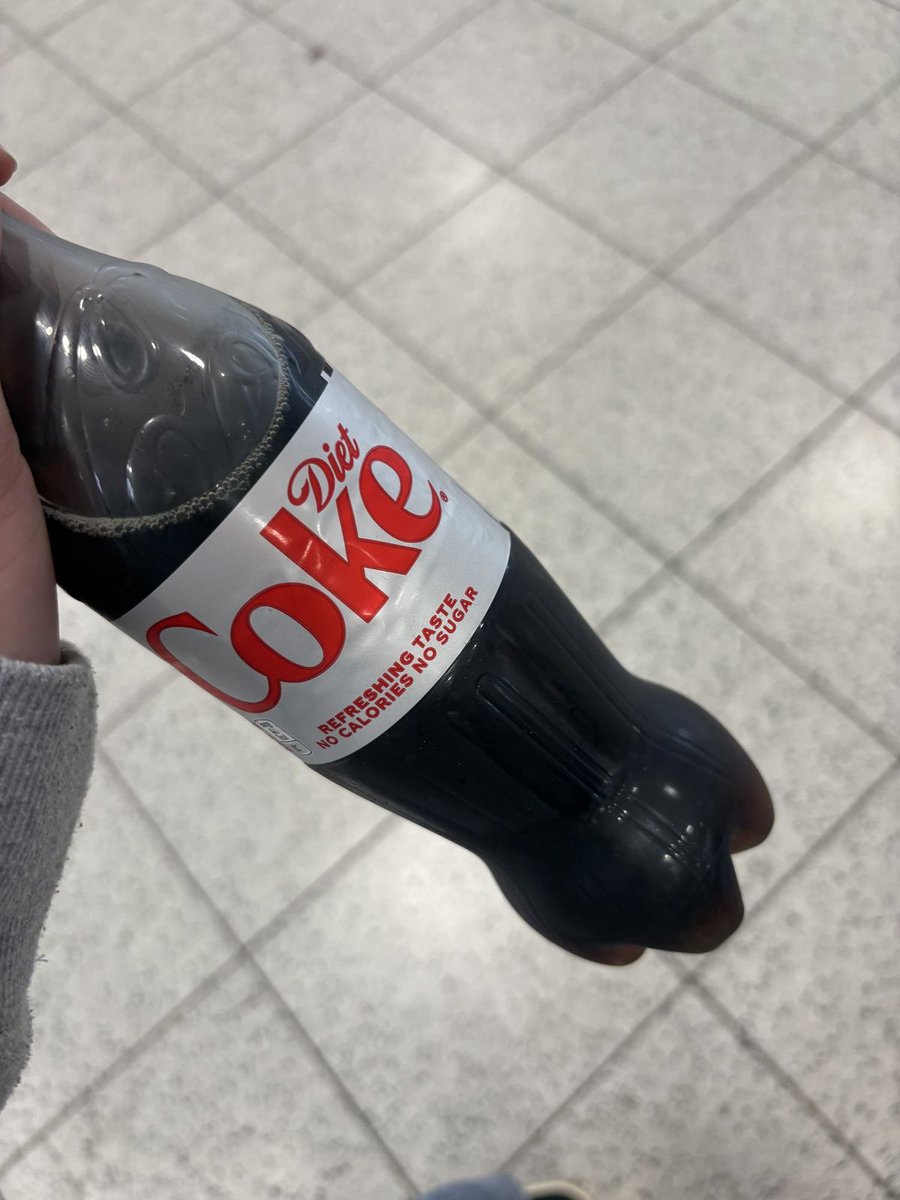 Diet
Coke®
REFRESHING TASTE
NO CALORIES NO SUGAR